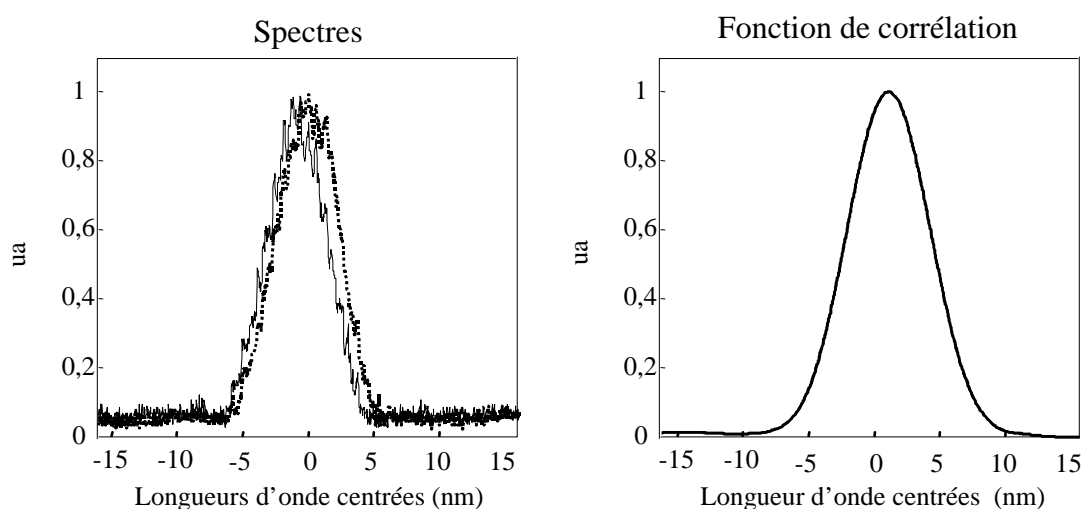 Spectres
1
0,8
0,6
0,4
0,2
0
ua
-15 -10 -5 0 5 10 15
Longueurs d'onde centrées (nm)
Fonction de corrélation
1
0,8
0,6
0,4
0,2
0
ua
-15 -10 -5 0 5 10 15
Longueur d'onde centrées (nm)